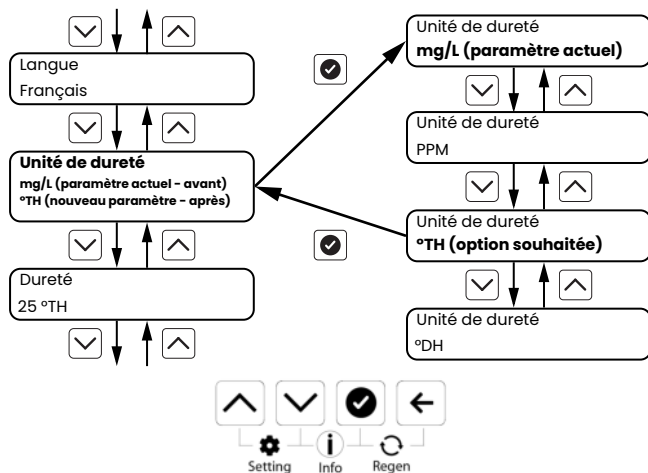 Langue
Français
Unité de dureté
mg/L (paramètre actuel - avant)
°TH (nouveau paramètre - après)
Dureté
25 °TH
Unité de dureté
mg/L (paramètre actuel)
Unité de dureté
PPM
Unité de dureté
°TH (option souhaitée)
Unité de dureté
°DH
Setting Info Regen